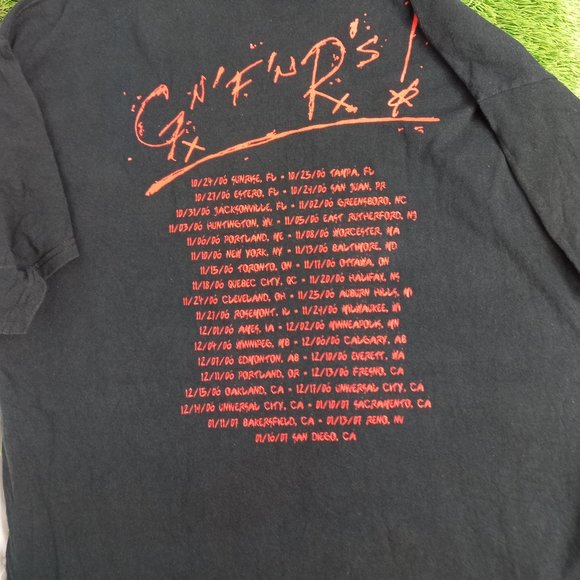 G N' F' N R's!
10/24/06 SUNRISE, FL • 10/25/06 TAMPA, FL
10/27/06 ESTERO, FL • 10/29/06 SAN JUAN, PR
10/31/06 JACKSONVILLE, FL • 11/02/06 GREENSBORO, NC
11/03/06 HUNTINGTON, WV • 11/05/06 EAST RUTHERFORD, NJ
11/06/06 PORTLAND, ME • 11/08/06 WORCESTER, MA
11/10/06 NEW YORK, NY • 11/13/06 BALTIMORE, MD
11/15/06 TORONTO, ON • 11/17/06 OTTAWA, ON
11/18/06 QUEBEC CITY, QC • 11/20/06 HALIFAX, NS
11/24/06 CLEVELAND, OH • 11/25/06 AUBURN HILLS, MI
11/27/06 ROSEMONT, IL • 11/29/06 MILWAUKEE, WI
12/01/06 AMES, IA • 12/02/06 MINNEAPOLIS, MN
12/04/06 WINNIPEG, MB • 12/06/06 CALGARY, AB
12/07/06 EDMONTON, AB • 12/10/06 EVERETT, WA
12/11/06 PORTLAND, OR • 12/13/06 FRESNO, CA
12/15/06 OAKLAND, CA • 12/17/06 UNIVERSAL CITY, CA
12/19/06 UNIVERSAL CITY, CA • 01/10/07 SACRAMENTO, CA
01/11/07 BAKERSFIELD, CA • 01/13/07 RENO, NV
01/16/07 SAN DIEGO, CA